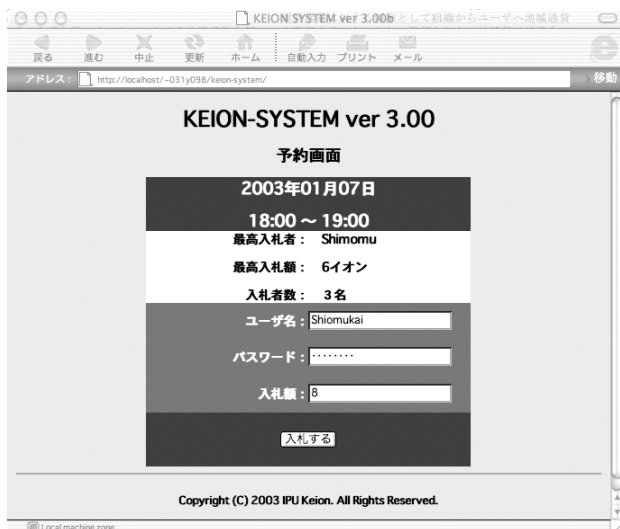 KEION SYSTEM ver 3.00b
戻る 進む 中止 更新 ホーム 自動入力 プリント メール
アドレス： http://localhost/~031y098/keion-system/ 移動
KEION-SYSTEM ver 3.00
予約画面
2003年01月07日
18:00 ～ 19:00
最高入札者： Shimomu
最高入札額： 6イオン
入札者数： 3名
ユーザ名： Shiomukai
パスワード： ········
入札額： 8
入札する
Copyright (C) 2003 IPU Keion. All Rights Reserved.
Local machine zone